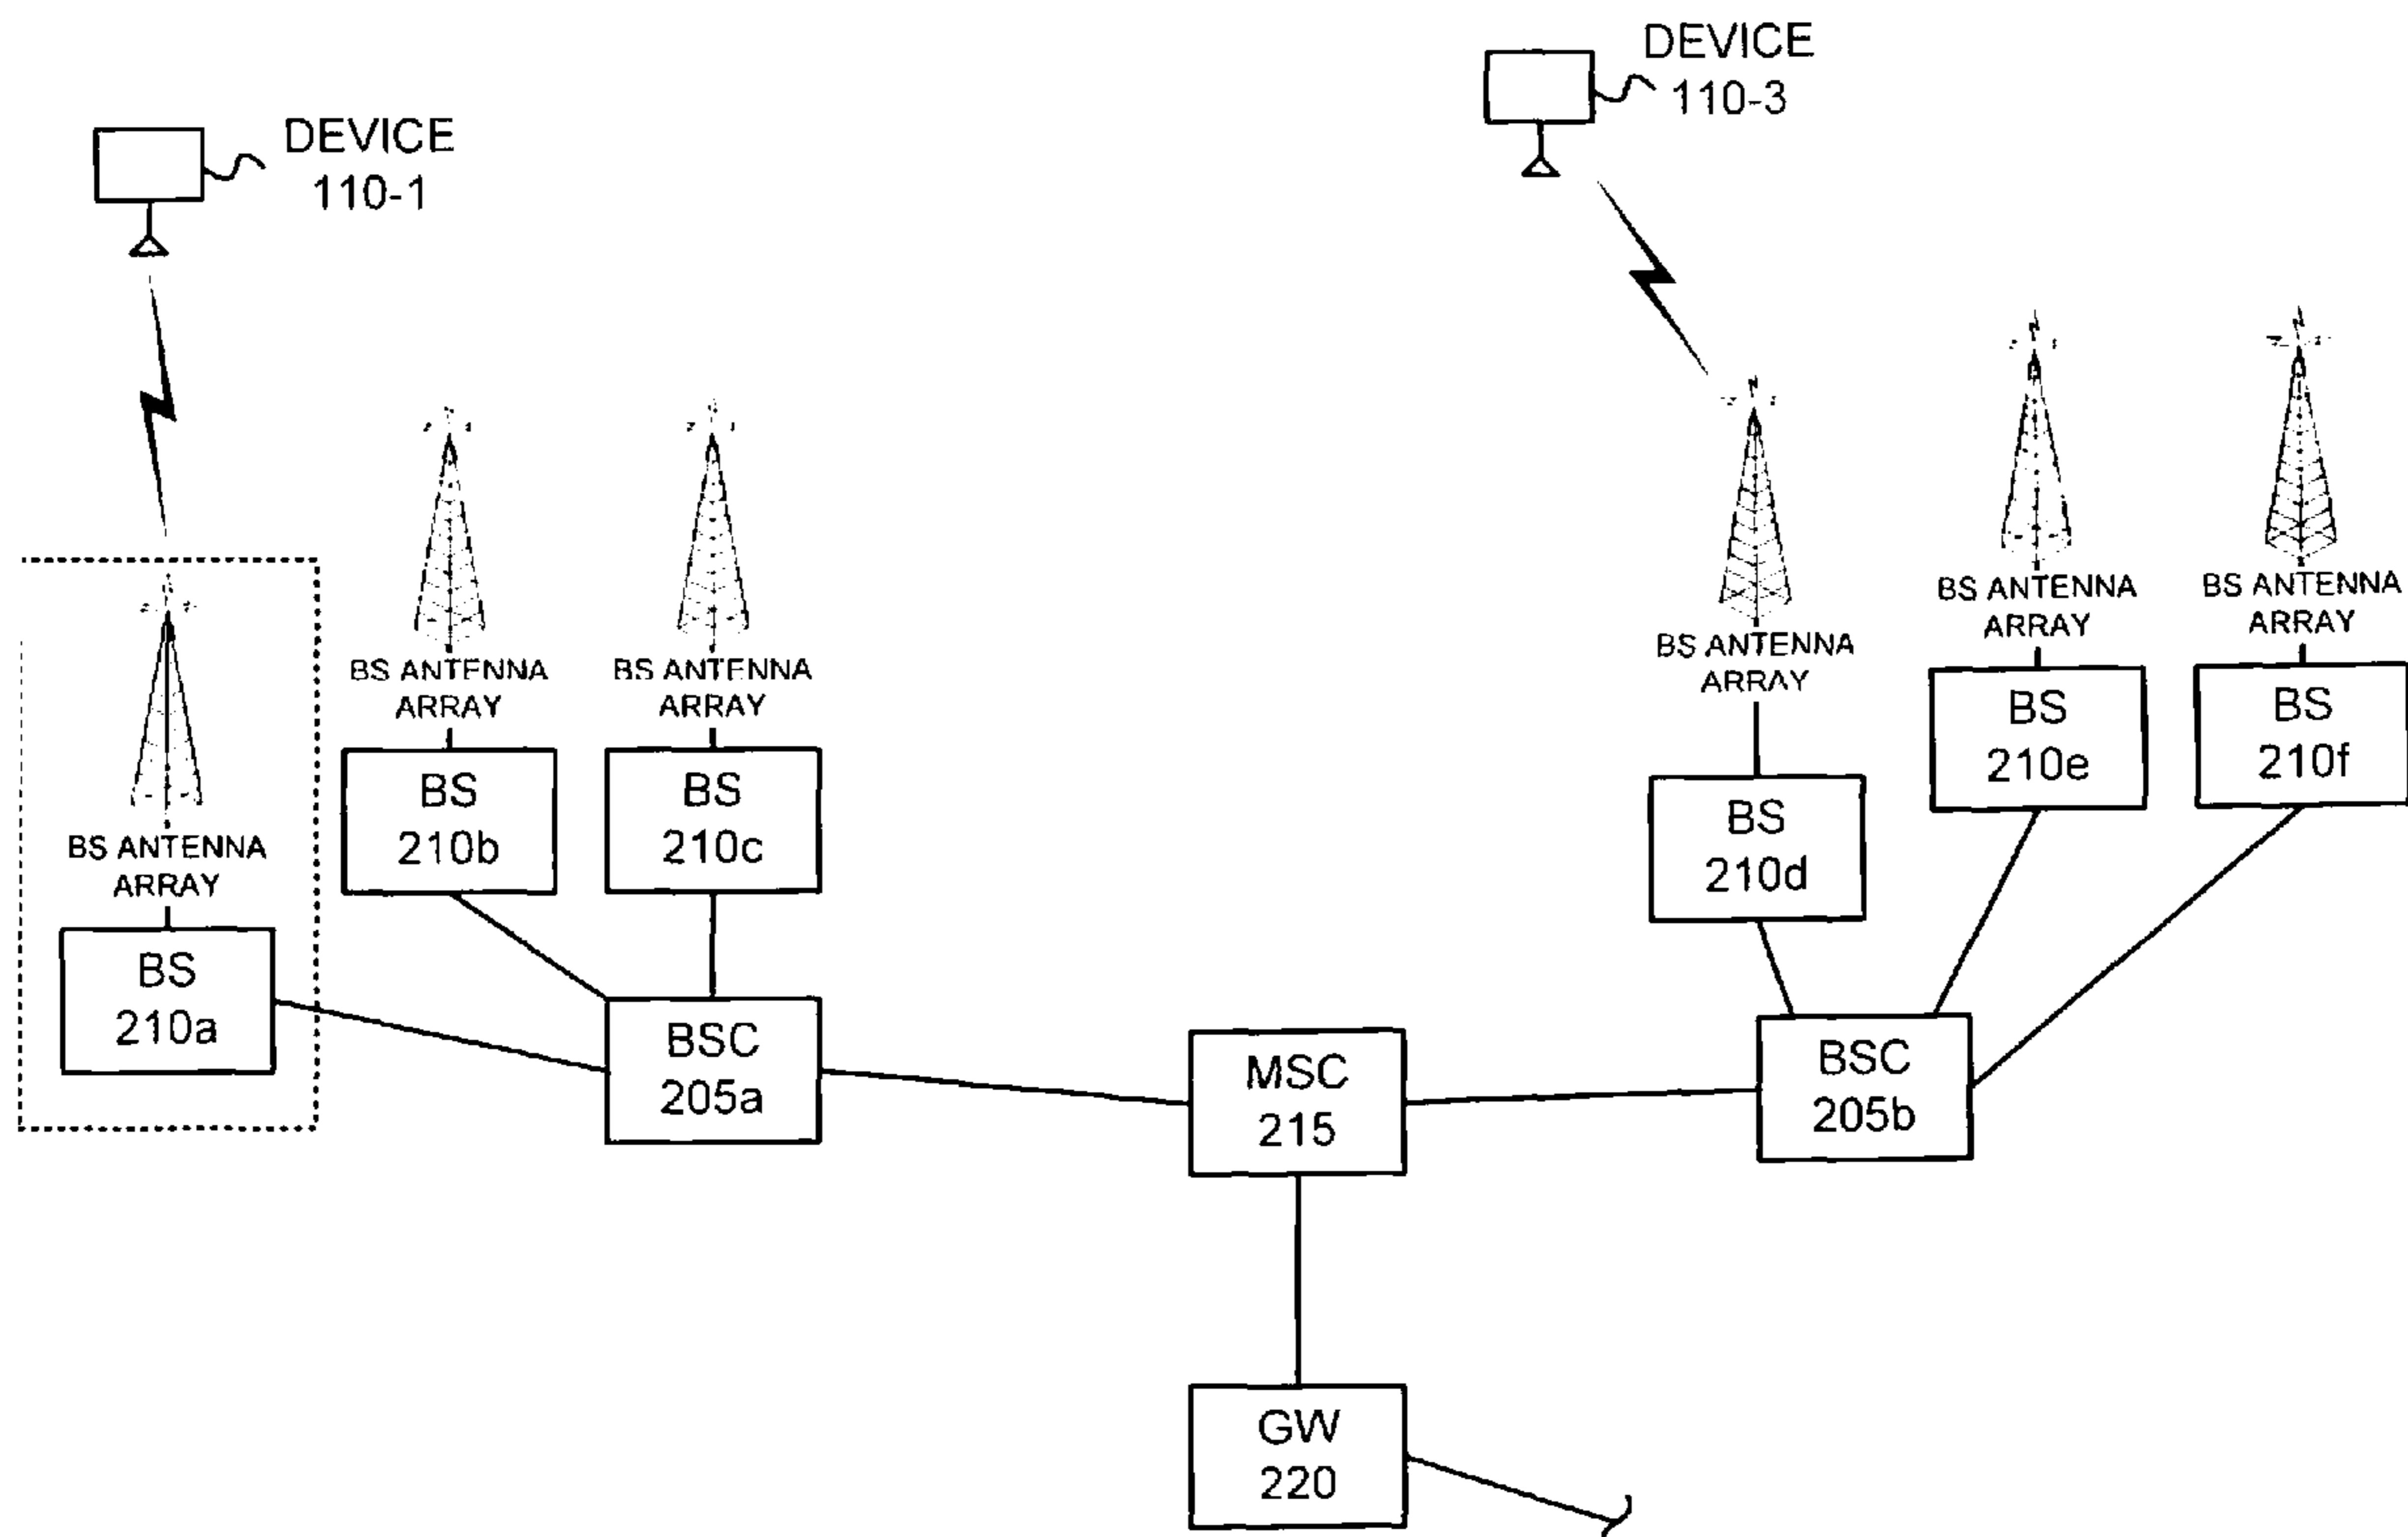 DEVICE
110-3
DEVICE
110-1
BS ANTENNA
ARRAY
BS
210a
BS ANTENNA
ARRAY
BS
210b
BS ANTENNA
ARRAY
BS
210c
BS ANTENNA
ARRAY
BS
210d
BS ANTENNA
ARRAY
BS
210e
BS ANTENNA
ARRAY
BS
210f
BSC
205a
MSC
215
BSC
205b
GW
220